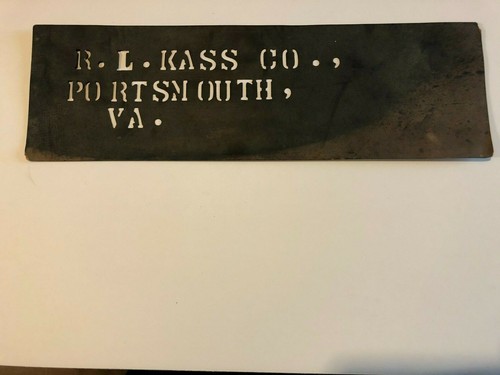 R.L.KASS CO.,
PORTSMOUTH,
VA.